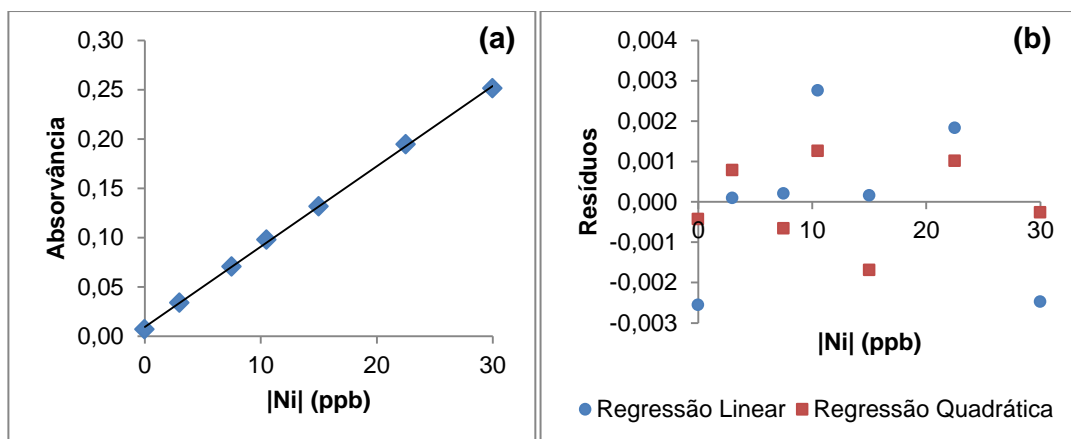 (a)
Absorvância
0,30
0,25
0,20
0,15
0,10
0,05
0,00
0 10 20 30
|Ni| (ppb)
(b)
Resíduos
0,004
0,003
0,002
0,001
0,000
-0,001
-0,002
-0,003
0 10 20 30
|Ni| (ppb)
Regressão Linear Regressão Quadrática